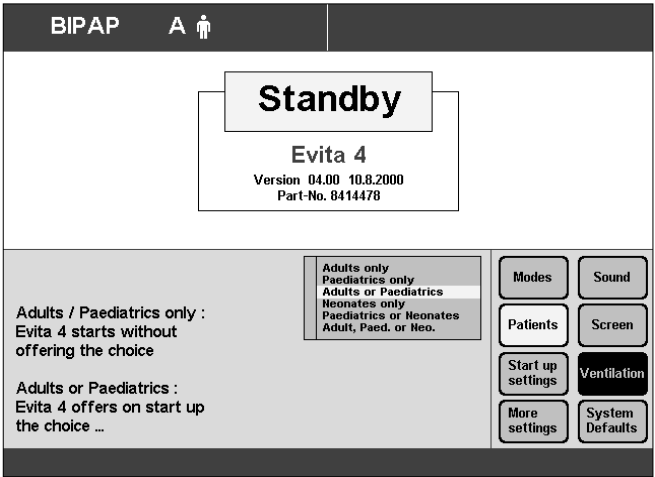 BIPAP A
Standby
Evita 4
Version 04.00 10.8.2000
Part-No. 8414478
Adults / Paediatrics only :
Evita 4 starts without
offering the choice
Adults or Paediatrics :
Evita 4 offers on start up
the choice ...
Adults only
Paediatrics only
Adults or Paediatrics
Neonates only
Paediatrics or Neonates
Adult, Paed. or Neo.
Modes
Sound
Patients
Screen
Start up
settings
Ventilation
More
settings
System
Defaults